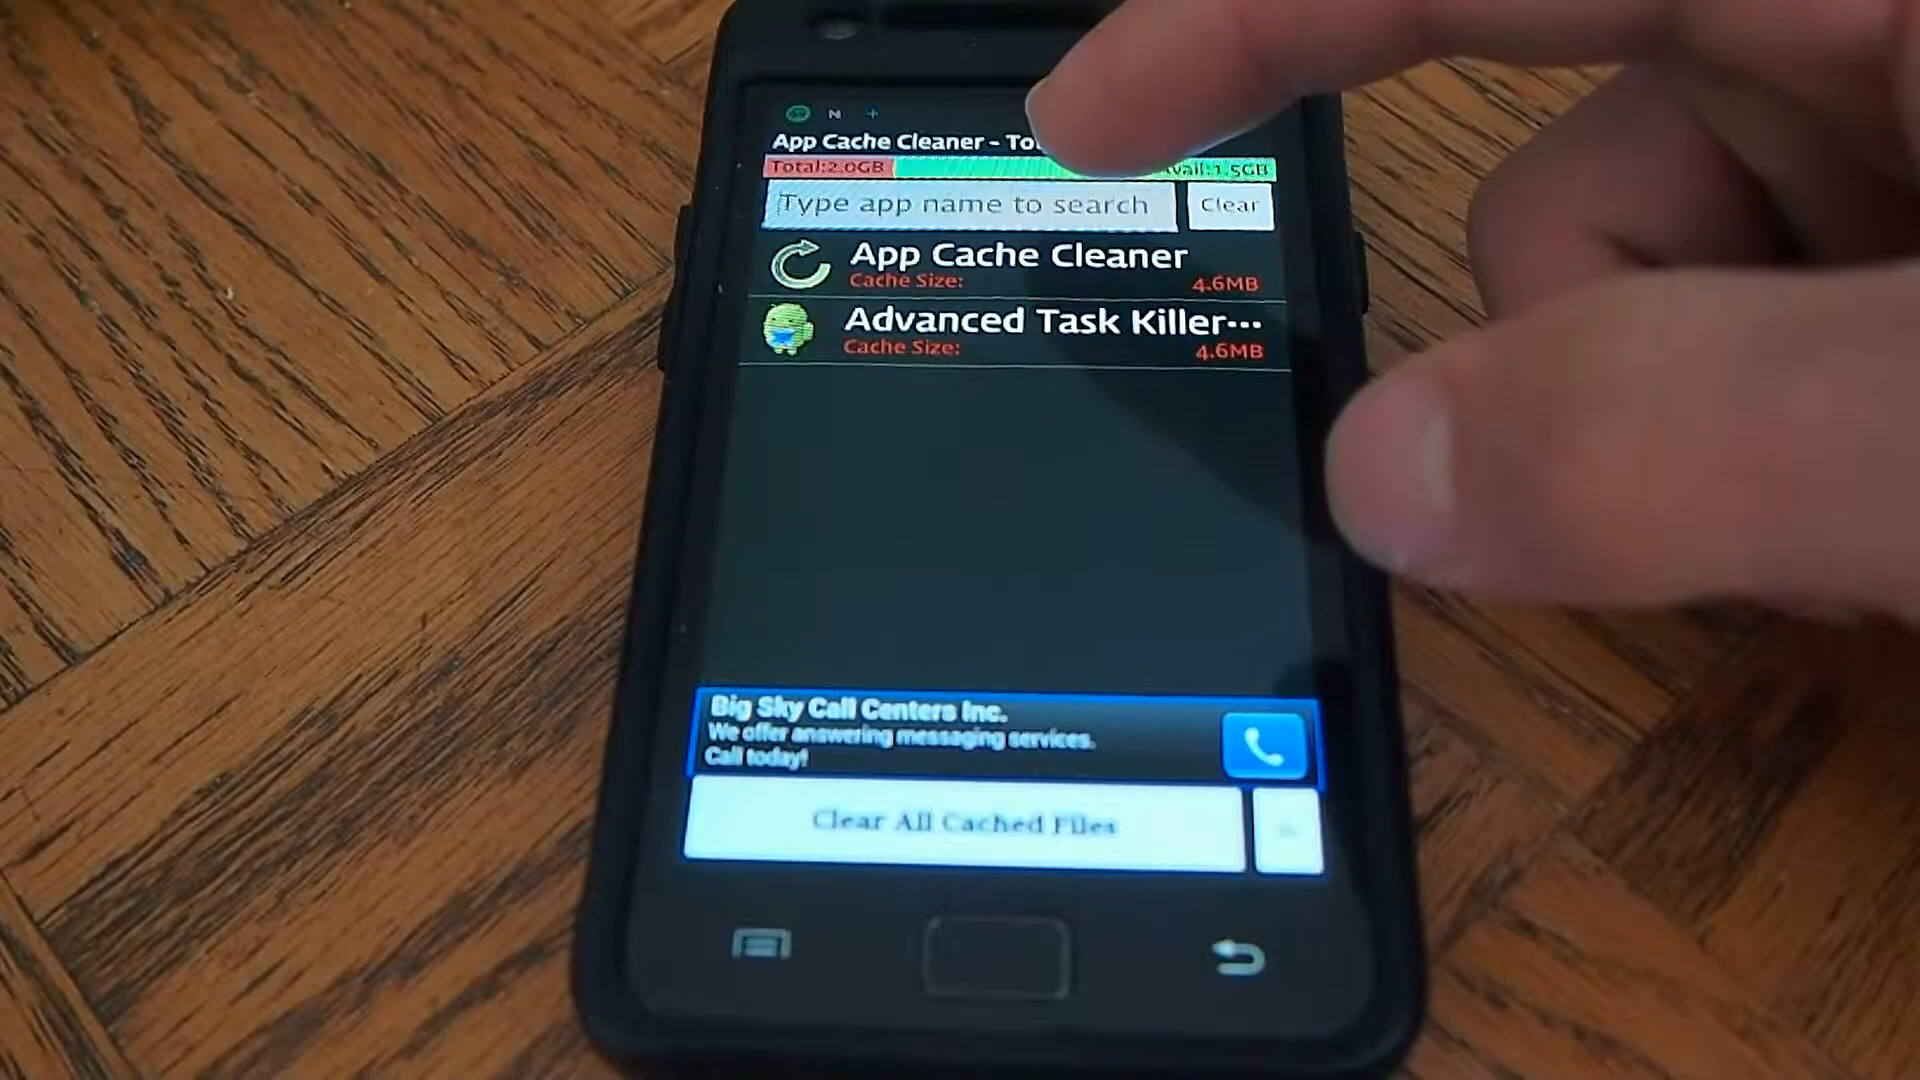 N +
App Cache Cleaner -
Total:2.0GB
Avail:1.5GB
Type app name to search
Clear
App Cache Cleaner
Cache Size: 4.6MB
Advanced Task Killer...
Cache Size: 4.6MB
Big Sky Call Centers Inc.
We offer answering messaging services.
Call today!
Clear All Cached Files